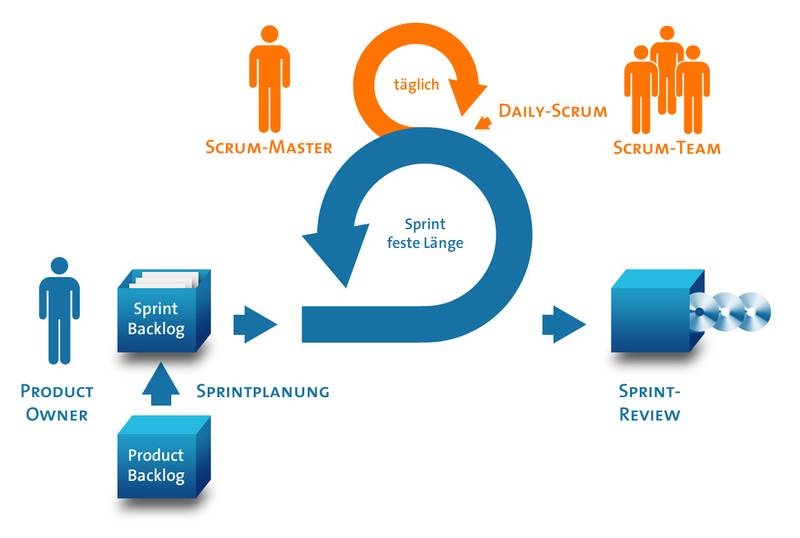 täglich
Daily-Scrum
Scrum-Master
Scrum-Team
Sprint
feste Länge
Sprint
Backlog
Product
Owner
Sprintplanung
Sprint-
Review
Product
Backlog